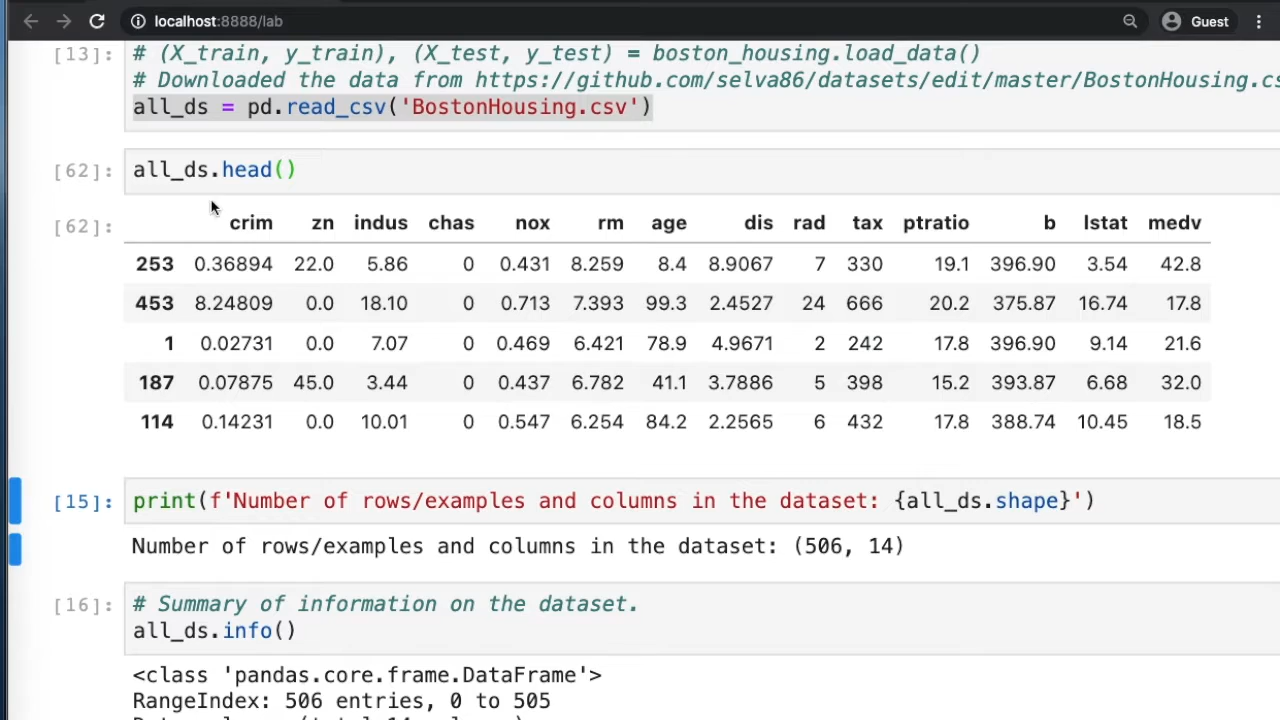 localhost:8888/lab
Guest
[13]: # (X_train, y_train), (X_test, y_test) = boston_housing.load_data()
# Downloaded the data from https://github.com/selva86/datasets/edit/master/BostonHousing.cs
all_ds = pd.read_csv('BostonHousing.csv')
[62]: all_ds.head()
[62]: crim zn indus chas nox rm age dis rad tax ptratio b lstat medv
253 0.36894 22.0 5.86 0 0.431 8.259 8.4 8.9067 7 330 19.1 396.90 3.54 42.8
453 8.24809 0.0 18.10 0 0.713 7.393 99.3 2.4527 24 666 20.2 375.87 16.74 17.8
1 0.02731 0.0 7.07 0 0.469 6.421 78.9 4.9671 2 242 17.8 396.90 9.14 21.6
187 0.07875 45.0 3.44 0 0.437 6.782 41.1 3.7886 5 398 15.2 393.87 6.68 32.0
114 0.14231 0.0 10.01 0 0.547 6.254 84.2 2.2565 6 432 17.8 388.74 10.45 18.5
[15]: print(f'Number of rows/examples and columns in the dataset: {all_ds.shape}')
Number of rows/examples and columns in the dataset: (506, 14)
[16]: # Summary of information on the dataset.
all_ds.info()
<class 'pandas.core.frame.DataFrame'>
RangeIndex: 506 entries, 0 to 505